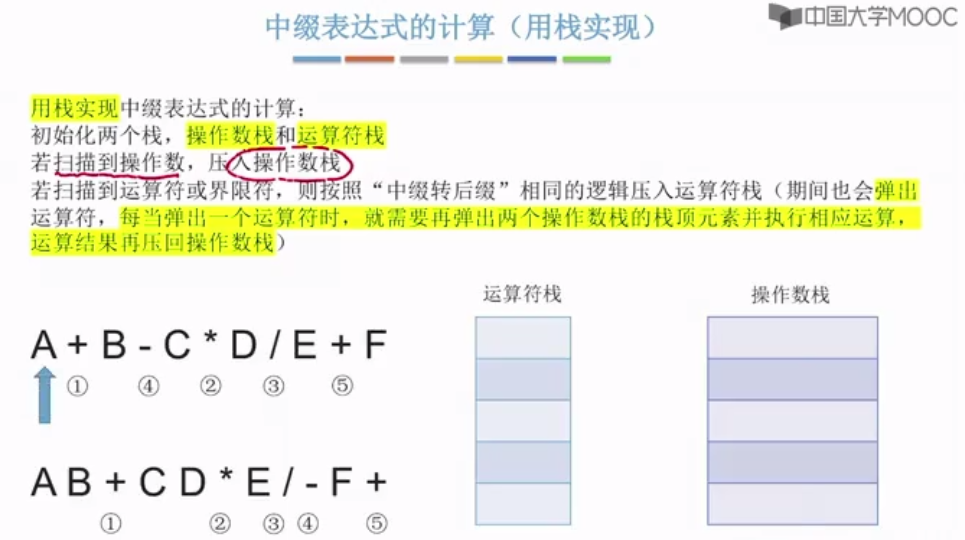 中缀表达式的计算（用栈实现）
中国大学MOOC
用栈实现中缀表达式的计算：
初始化两个栈，操作数栈和运算符栈
若扫描到操作数，压入操作数栈
若扫描到运算符或界限符，则按照“中缀转后缀”相同的逻辑压入运算符栈（期间也会弹出
运算符，每当弹出一个运算符时，就需要再弹出两个操作数栈的栈顶元素并执行相应运算，
运算结果再压回操作数栈）
运算符栈 操作数栈
A + B - C * D / E + F
① ④ ② ③ ⑤
A B + C D * E / - F +
① ② ③ ④ ⑤